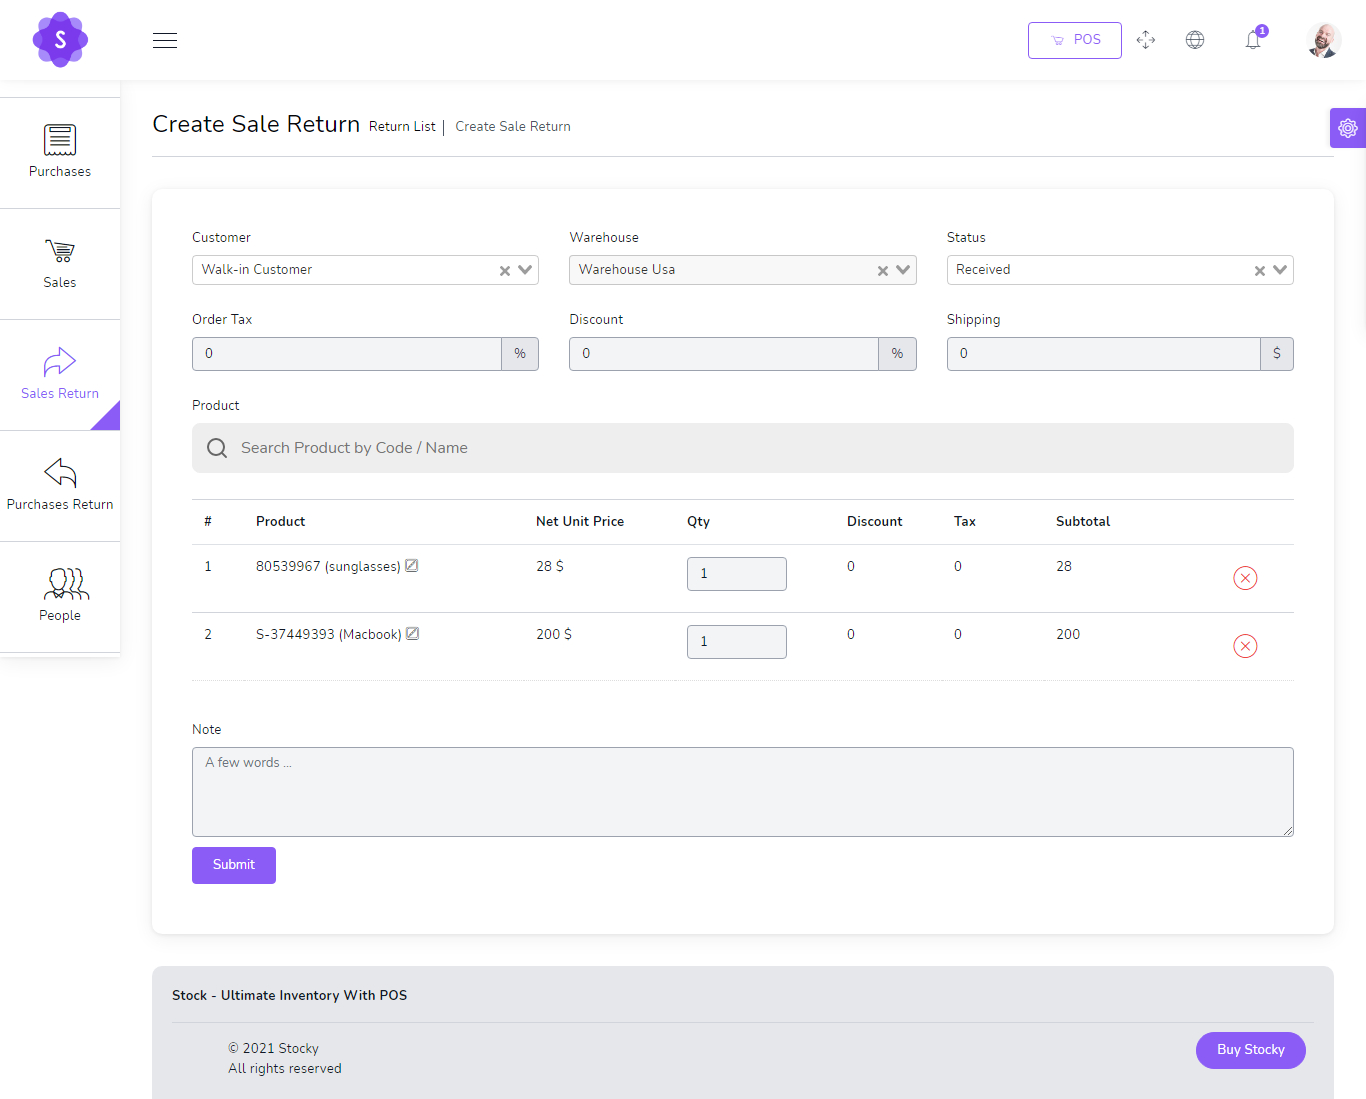 S
POS
1
Purchases
Sales
Sales Return
Purchases Return
People
Create Sale Return Return List | Create Sale Return
Customer Warehouse Status
Walk-in Customer Warehouse Usa Received
Order Tax Discount Shipping
0 % 0 % 0 $
Product
Search Product by Code / Name
# Product Net Unit Price Qty Discount Tax Subtotal
1 80539967 (sunglasses) 28 $ 1 0 0 28
2 S-37449393 (Macbook) 200 $ 1 0 0 200
Note
A few words ...
Submit
Stock - Ultimate Inventory With POS
© 2021 Stocky
All rights reserved
Buy Stocky